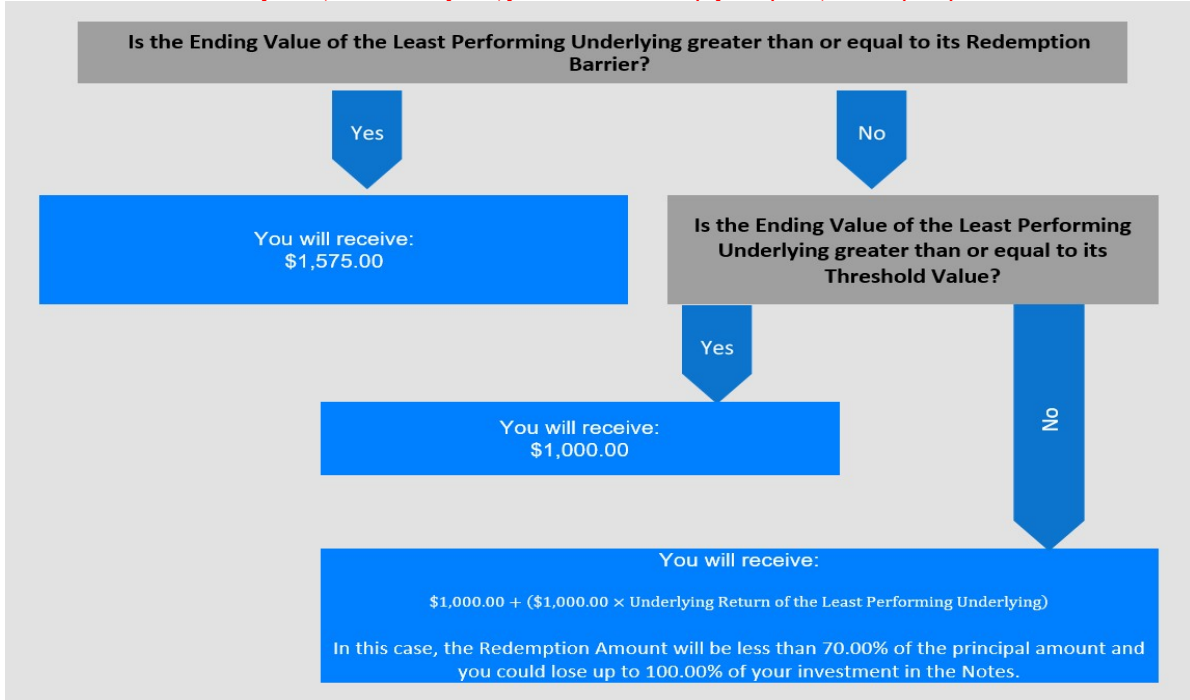 Is the Ending Value of the Least Performing Underlying greater than or equal to its Redemption
Barrier?
Yes
No
You will receive:
$1,575.00
Is the Ending Value of the Least Performing
Underlying greater than or equal to its
Threshold Value?
Yes
No
You will receive:
$1,000.00
You will receive:
$1,000.00 + ($1,000.00 × Underlying Return of the Least Performing Underlying)
In this case, the Redemption Amount will be less than 70.00% of the principal amount and
you could lose up to 100.00% of your investment in the Notes.